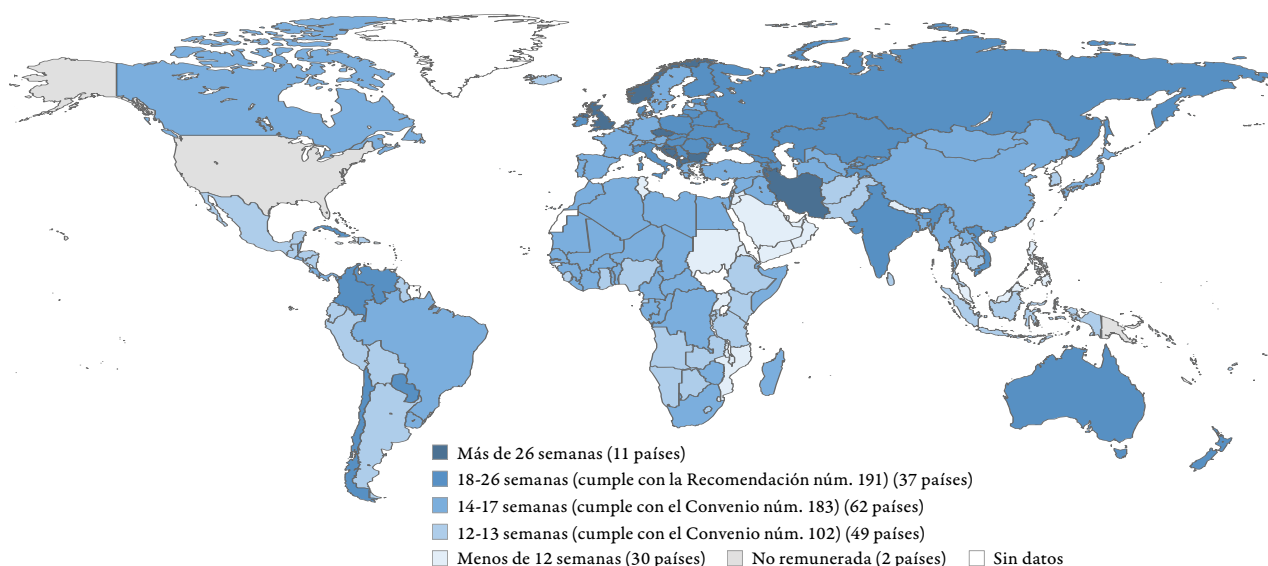 Más de 26 semanas (11 países)
18-26 semanas (cumple con la Recomendación núm. 191) (37 países)
14-17 semanas (cumple con el Convenio núm. 183) (62 países)
12-13 semanas (cumple con el Convenio núm. 102) (49 países)
Menos de 12 semanas (30 países) No remunerada (2 países) Sin datos